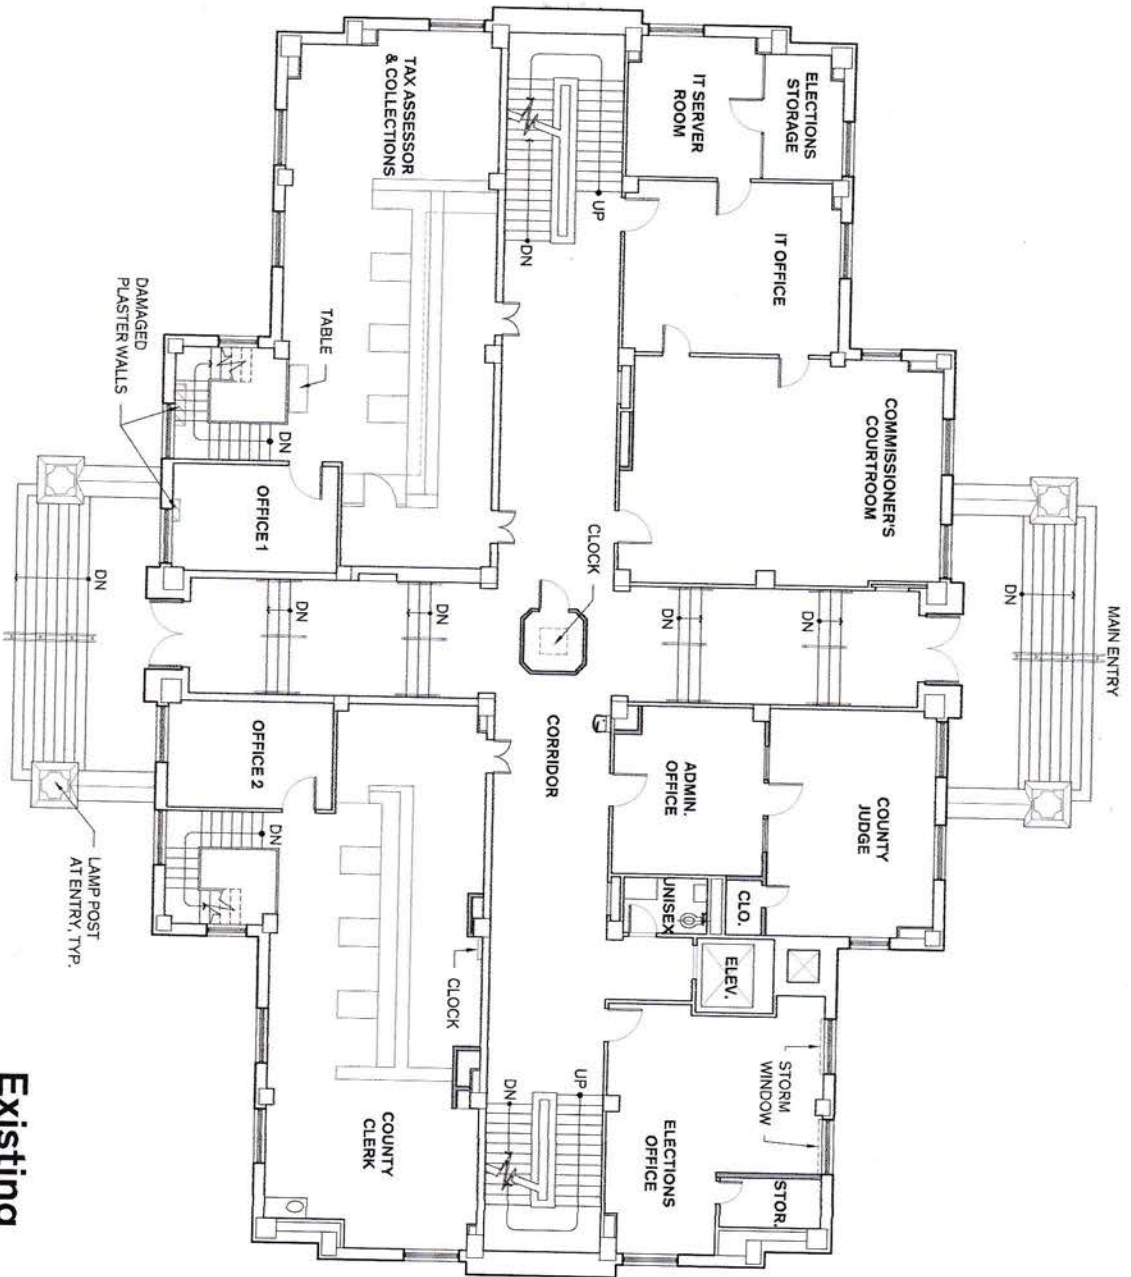 MAIN ENTRY
DN
ELECTIONS
STORAGE
IT SERVER
ROOM
IT OFFICE
COMMISSIONER'S
COURTROOM
DN
DN
COUNTY
JUDGE
ADMIN.
OFFICE
CLO.
UNISEX
ELEV.
STORM
WINDOW
STOR.
ELECTIONS
OFFICE
UP
DN
CLOCK
CORRIDOR
UP
DN
TAX ASSESSOR
& COLLECTIONS
TABLE
DAMAGED
PLASTER WALLS
DN
OFFICE 1
DN
DN
OFFICE 2
DN
CLOCK
COUNTY
CLERK
DN
LAMP POST
AT ENTRY, TYP.
Existing